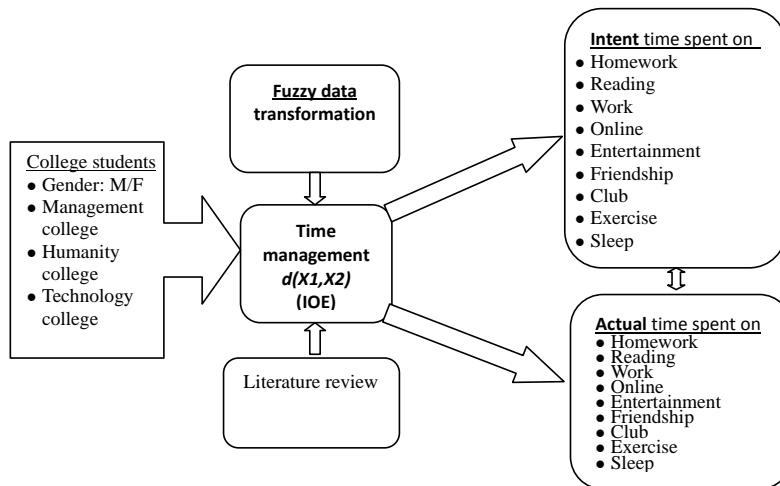 College students
● Gender: M/F
● Management
college
● Humanity
college
● Technology
college
Fuzzy data
transformation
Time
management
d(X1,X2)
(IOE)
Literature review
Intent time spent on
● Homework
● Reading
● Work
● Online
● Entertainment
● Friendship
● Club
● Exercise
● Sleep
Actual time spent on
● Homework
● Reading
● Work
● Online
● Entertainment
● Friendship
● Club
● Exercise
● Sleep